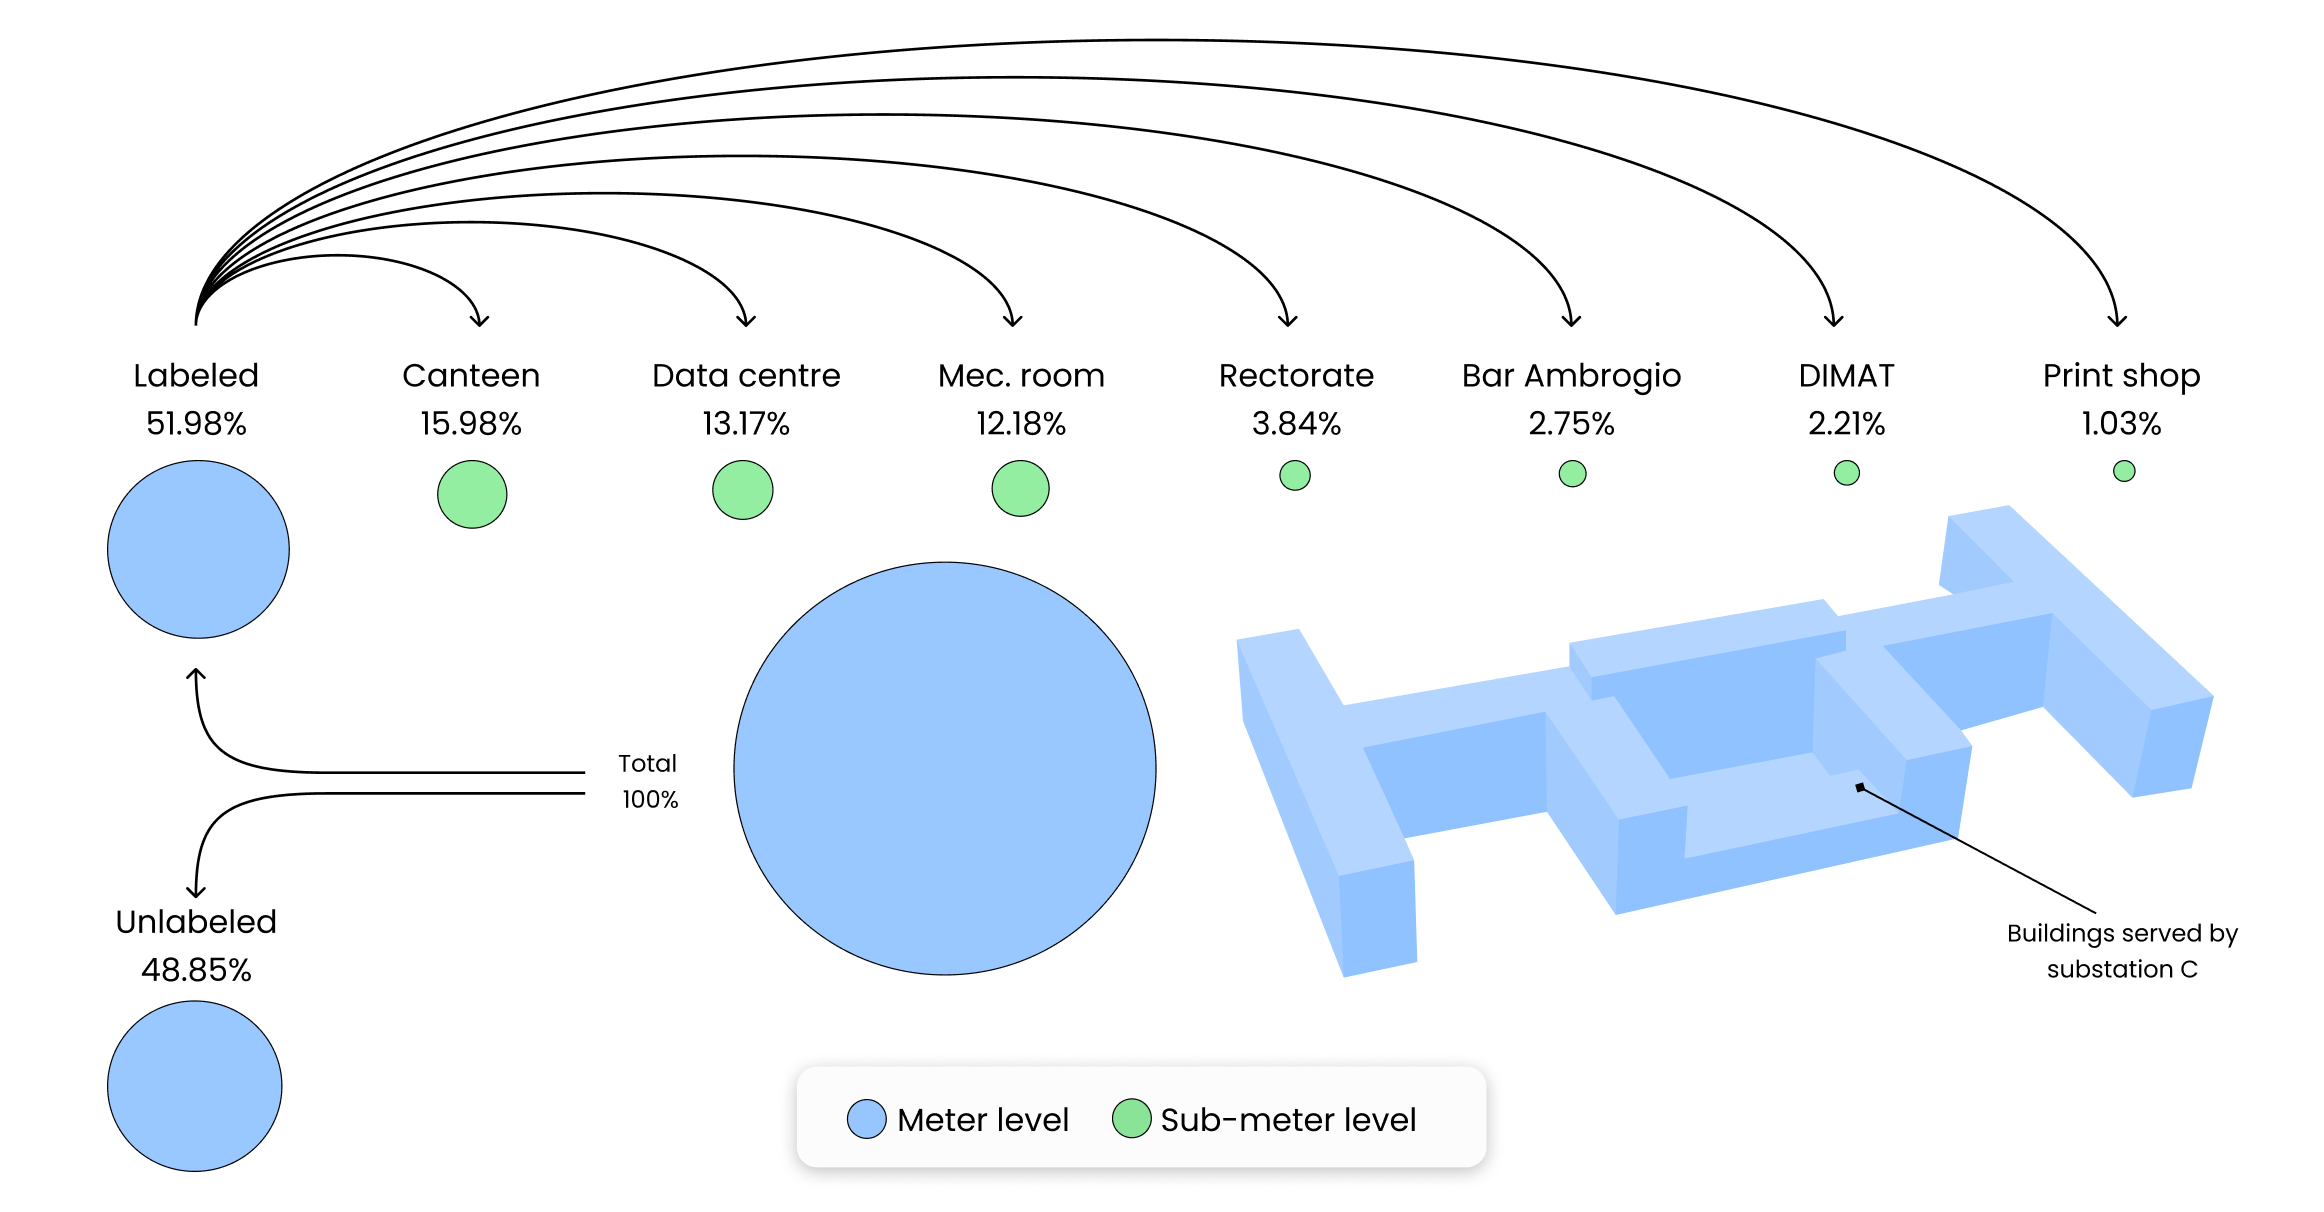 Labeled
51.98%
Canteen
15.98%
Data centre
13.17%
Mec. room
12.18%
Rectorate
3.84%
Bar Ambrogio
2.75%
DIMAT
2.21%
Print shop
1.03%
Total
100%
Unlabeled
48.85%
Buildings served by
substation C
Meter level
Sub-meter level